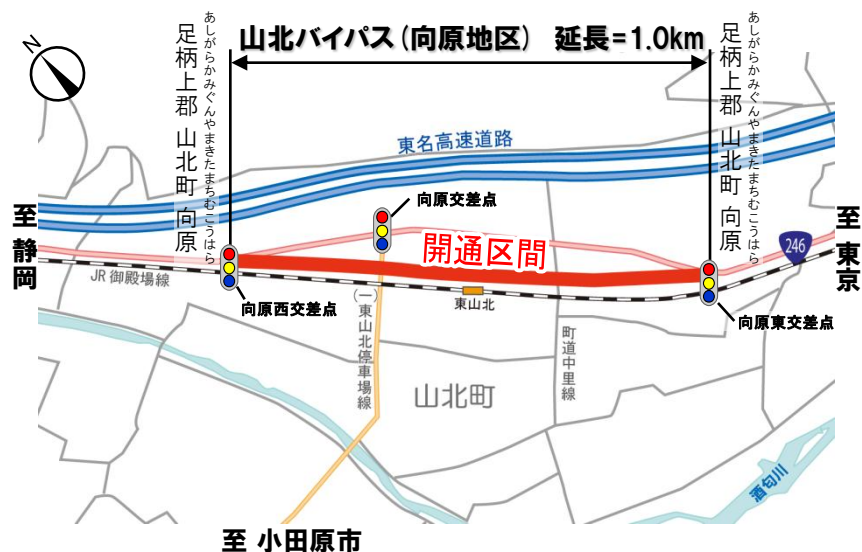 山北バイパス(向原地区) 延長=1.0km
N
あしがらかみぐんやまきたまちむこうはら
足柄上郡 山北町 向原
あしがらかみぐんやまきたまちむこうはら
足柄上郡 山北町 向原
東名高速道路
向原交差点
至 静岡
至 東京
開通区間
246
JR 御殿場線
向原西交差点
東山北
向原東交差点
(一)東山北停車場線
町道中里線
山北町
酒匂川
至 小田原市